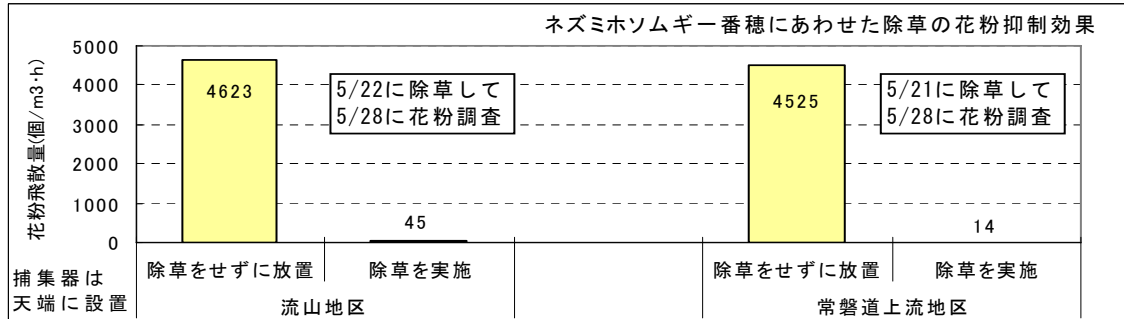 ネズミホソムギ一番穂にあわせた除草の花粉抑制効果
花粉飛散量(個/m3･h)
5000
4000
3000
2000
1000
0
4623
5/22に除草して
5/28に花粉調査
45
4525
5/21に除草して
5/28に花粉調査
14
捕集器は
天端に設置
除草をせずに放置
除草を実施
除草をせずに放置
除草を実施
流山地区
常磐道上流地区